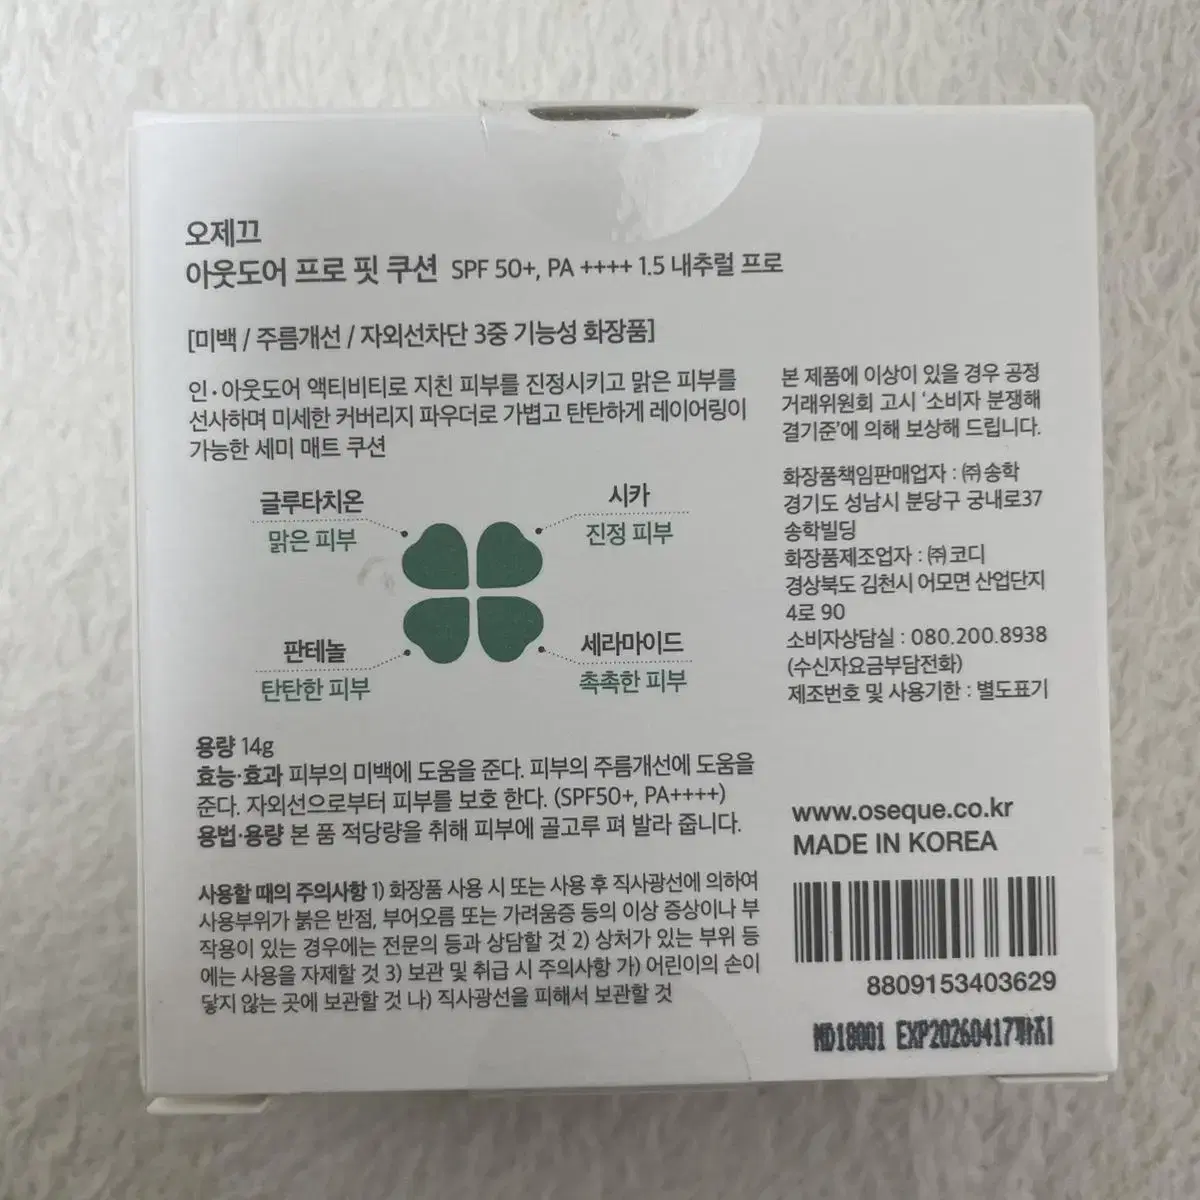 오제끄
아웃도어 프로 핏 쿠션 SPF 50+, PA ++++ 1.5 내추럴 프로
[미백 / 주름개선 / 자외선차단 3중 기능성 화장품]
인·아웃도어 액티비티로 지친 피부를 진정시키고 맑은 피부를
선사하며 미세한 커버리지 파우더로 가볍고 탄탄하게 레이어링이
가능한 세미 매트 쿠션
글루타치온
맑은 피부
시카
진정 피부
판테놀
탄탄한 피부
세라마이드
촉촉한 피부
용량 14g
효능·효과 피부의 미백에 도움을 준다. 피부의 주름개선에 도움을
준다. 자외선으로부터 피부를 보호 한다. (SPF50+, PA++++)
용법·용량 본 품 적당량을 취해 피부에 골고루 펴 발라 줍니다.
사용할 때의 주의사항 1) 화장품 사용 시 또는 사용 후 직사광선에 의하여
사용부위가 붉은 반점, 부어오름 또는 가려움증 등의 이상 증상이나 부
작용이 있는 경우에는 전문의 등과 상담할 것 2) 상처가 있는 부위 등
에는 사용을 자제할 것 3) 보관 및 취급 시 주의사항 가) 어린이의 손이
닿지 않는 곳에 보관할 것 나) 직사광선을 피해서 보관할 것
본 제품에 이상이 있을 경우 공정
거래위원회 고시 '소비자 분쟁해
결기준'에 의해 보상해 드립니다.
화장품책임판매업자 : ㈜송학
경기도 성남시 분당구 궁내로37
송학빌딩
화장품제조업자 : ㈜코디
경상북도 김천시 어모면 산업단지
4로 90
소비자상담실 : 080.200.8938
(수신자요금부담전화)
제조번호 및 사용기한 : 별도표기
www.oseque.co.kr
MADE IN KOREA
8809153403629
MD18001 EXP20260417까지